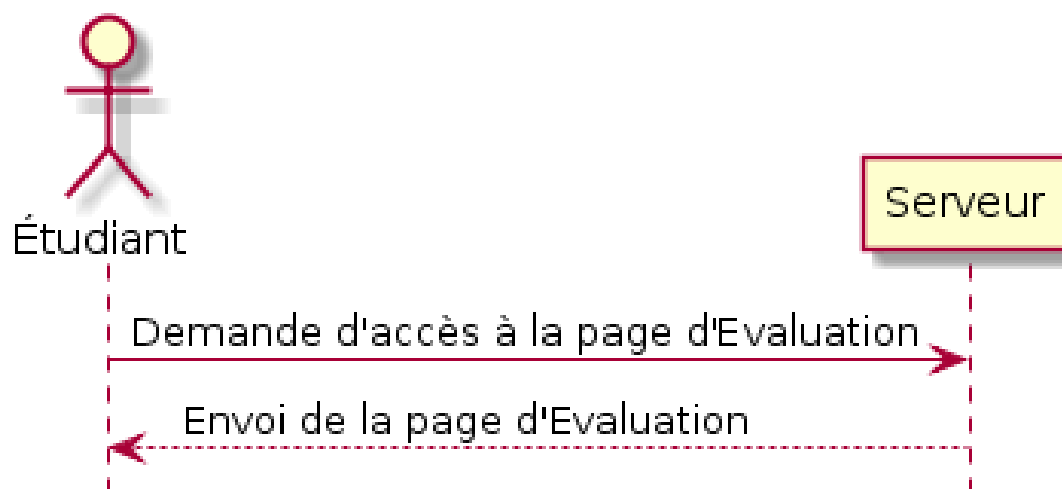 Étudiant
Serveur
Demande d'accès à la page d'Evaluation
Envoi de la page d'Evaluation